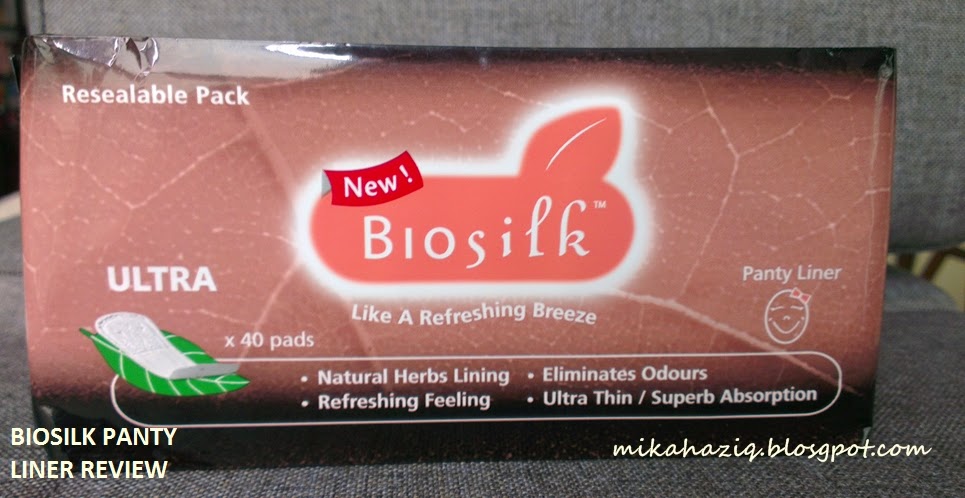 Resealable Pack
New!
BIOSILK™
ULTRA
Panty Liner
Like A Refreshing Breeze
x 40 pads
• Natural Herbs Lining • Eliminates Odours
• Refreshing Feeling • Ultra Thin / Superb Absorption
BIOSILK PANTY
LINER REVIEW
mikahaziq.blosgpot.com